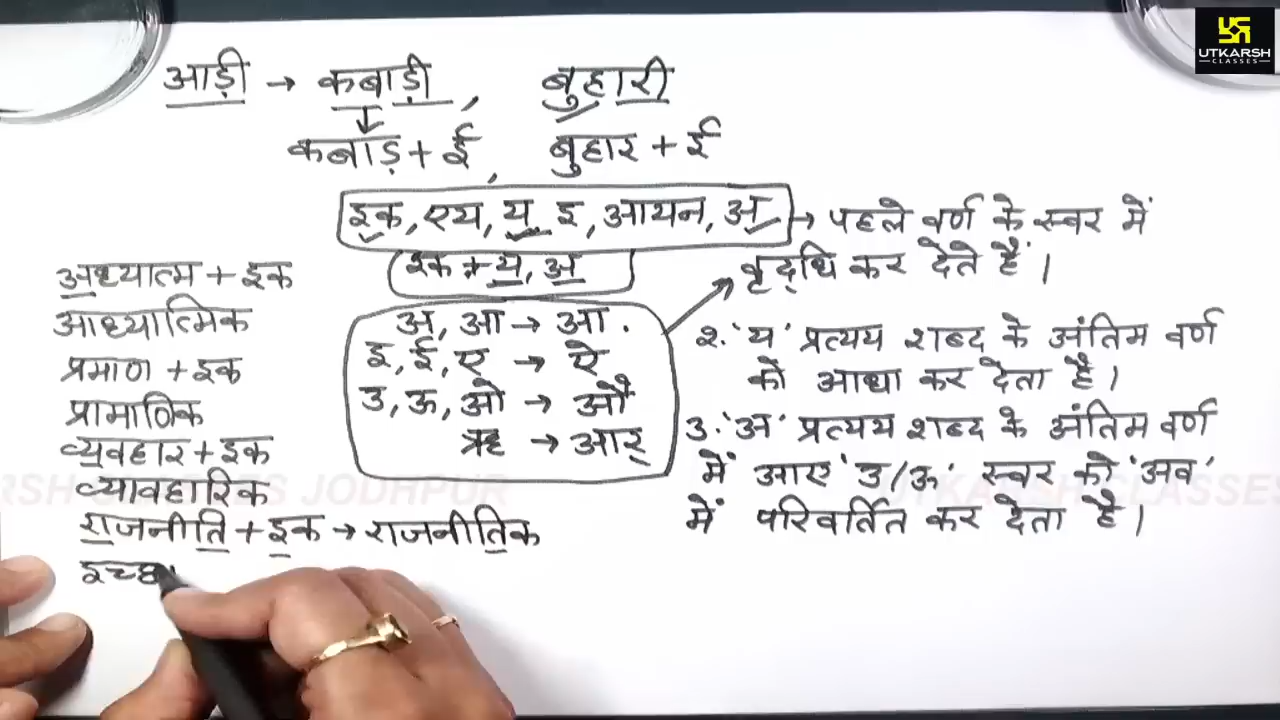 UTKARSH
CLASSES
आड़ी → कबाड़ी, बुहारी
कबाड़ + ई, बुहार + ई
इक, एय, य, इ, आयन, अ → पहले वर्ण के स्वर में
वृद्धि कर देते हैं।
इक + य, अ
अ, आ → आ.
इ, ई, ए → ऐ
उ, ऊ, ओ → औ
ऋ → आर्
२. 'य' प्रत्यय शब्द के अंतिम वर्ण
को आधा कर देता है।
३. 'अ' प्रत्यय शब्द के अंतिम वर्ण
में आए 'उ/ऊ' स्वर को 'अव'
में परिवर्तित कर देता है।
अध्यात्म + इक
आध्यात्मिक
प्रमाण + इक
प्रामाणिक
व्यवहार + इक
व्यावहारिक
राजनीति + इक → राजनीतिक